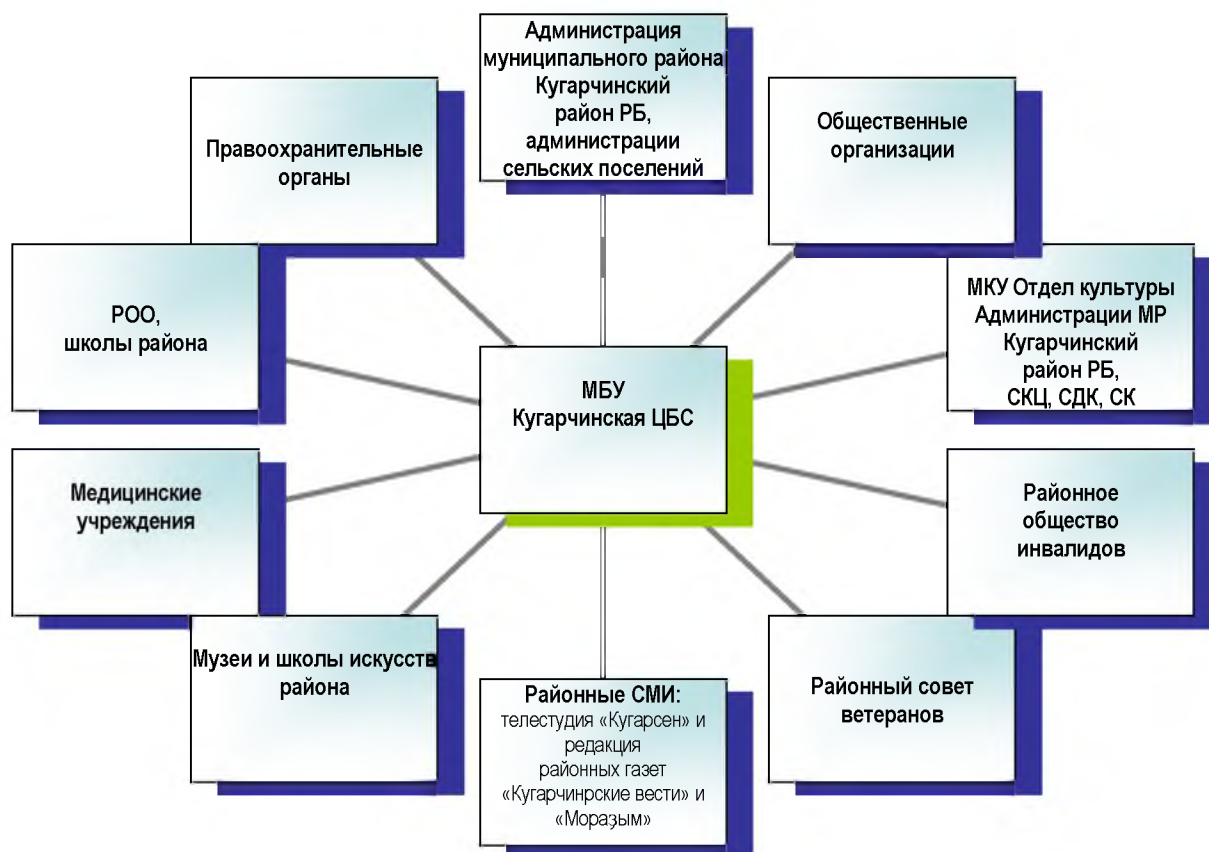 Администрация
муниципального района
Кугарчинский
район РБ,
администрации
сельских поселений
Общественные
организации
МКУ Отдел культуры
Администрации МР
Кугарчинский
район РБ,
СКЦ, СДК, СК
Районное
общество
инвалидов
Районный совет
ветеранов
Районные СМИ:
телестудия «Кугарсен» и
редакция
районных газет
«Кугарчинрские вести» и
«Мораҙым»
Музеи и школы искусств
района
Медицинские
учреждения
РОО,
школы района
Правоохранительные
органы
МБУ
Кугарчинская ЦБС